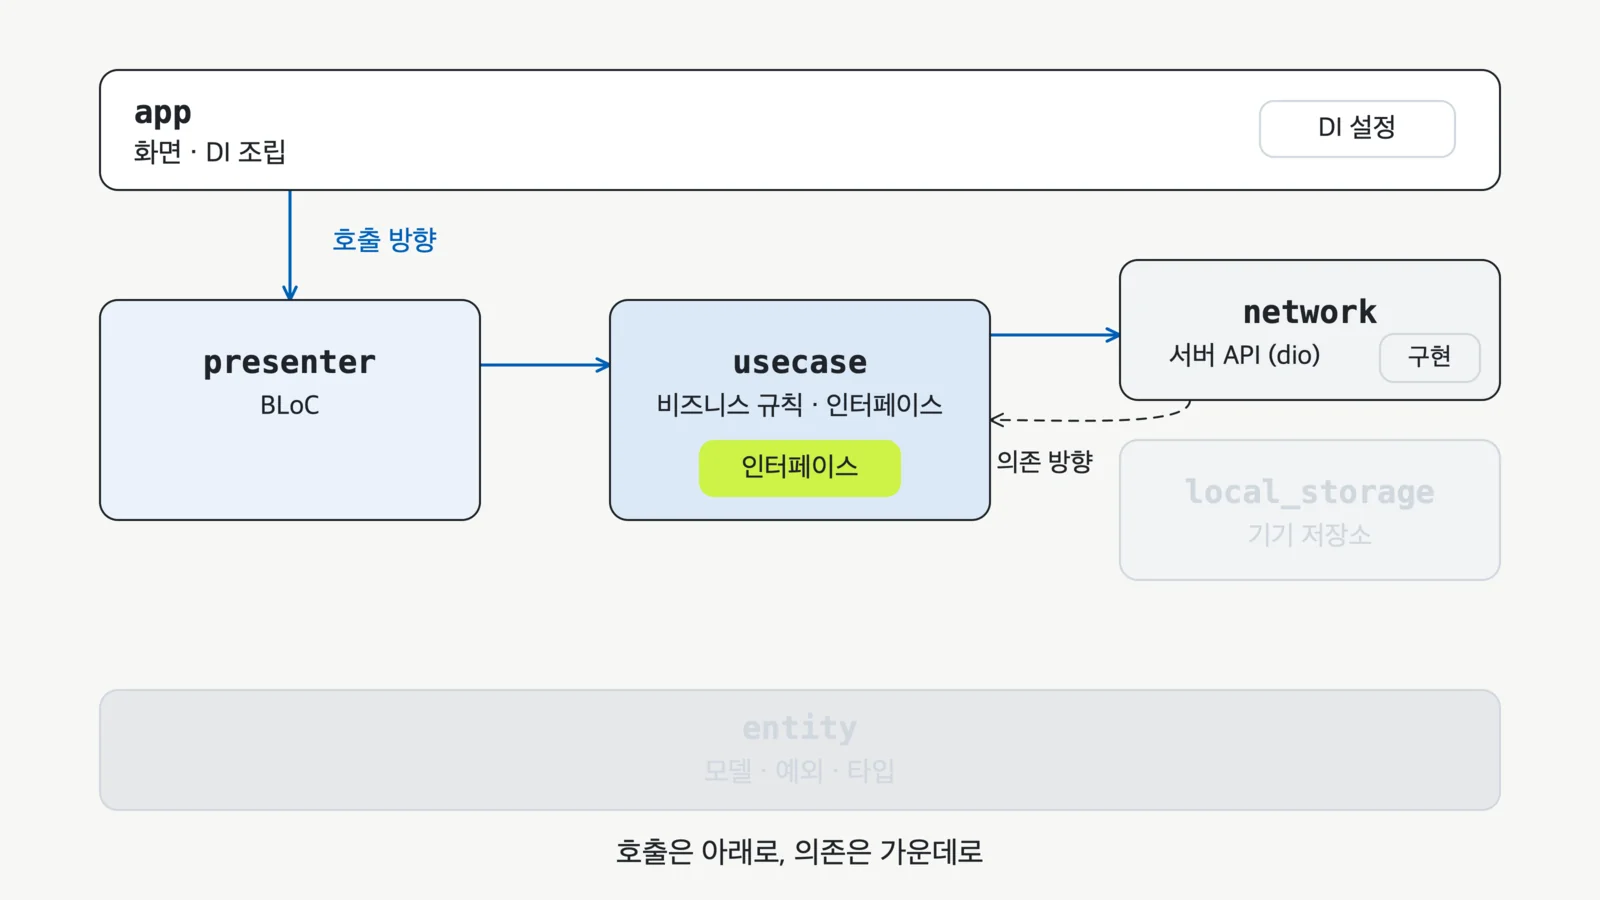 app
화면 · DI 조립
DI 설정
호출 방향
presenter
BLoC
usecase
비즈니스 규칙 · 인터페이스
인터페이스
network
서버 API (dio)
구현
의존 방향
local_storage
기기 저장소
entity
모델 · 예외 · 타입
호출은 아래로, 의존은 가운데로